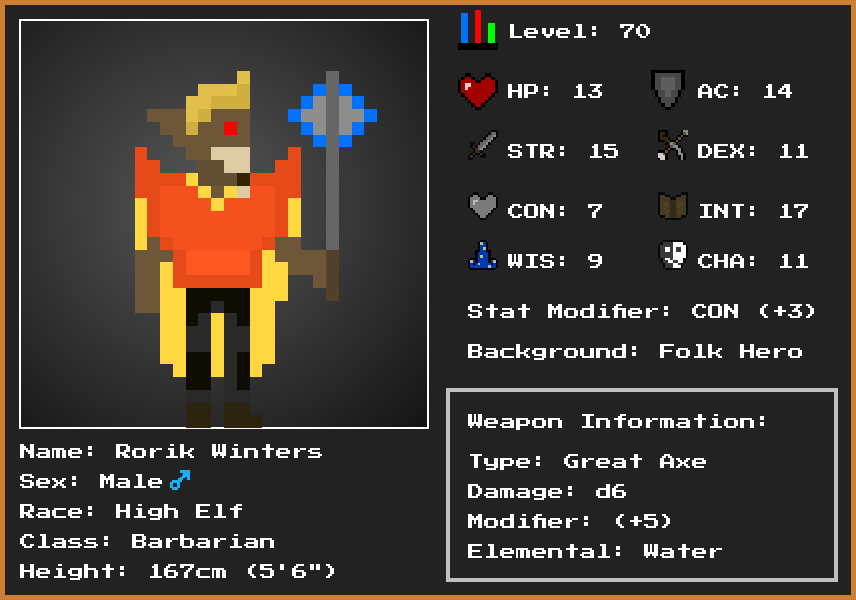 Level: 70
HP: 13
AC: 14
STR: 15
DEX: 11
CON: 7
INT: 17
WIS: 9
CHA: 11
Stat Modifier: CON (+3)
Background: Folk Hero
Weapon Information:
Type: Great Axe
Damage: d6
Modifier: (+5)
Elemental: Water
Name: Rorik Winters
Sex: Male♂
Race: High Elf
Class: Barbarian
Height: 167cm (5'6")